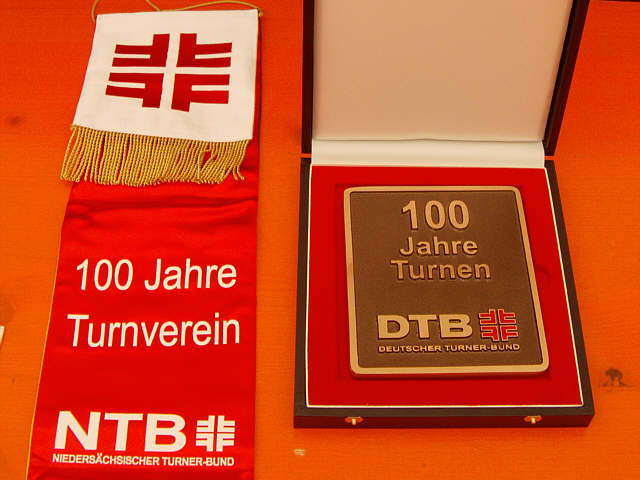 100 Jahre
Turnverein
NTB
NIEDERSÄCHSISCHER TURNER-BUND
100
Jahre
Turnen
DTB
DEUTSCHER TURNER-BUND